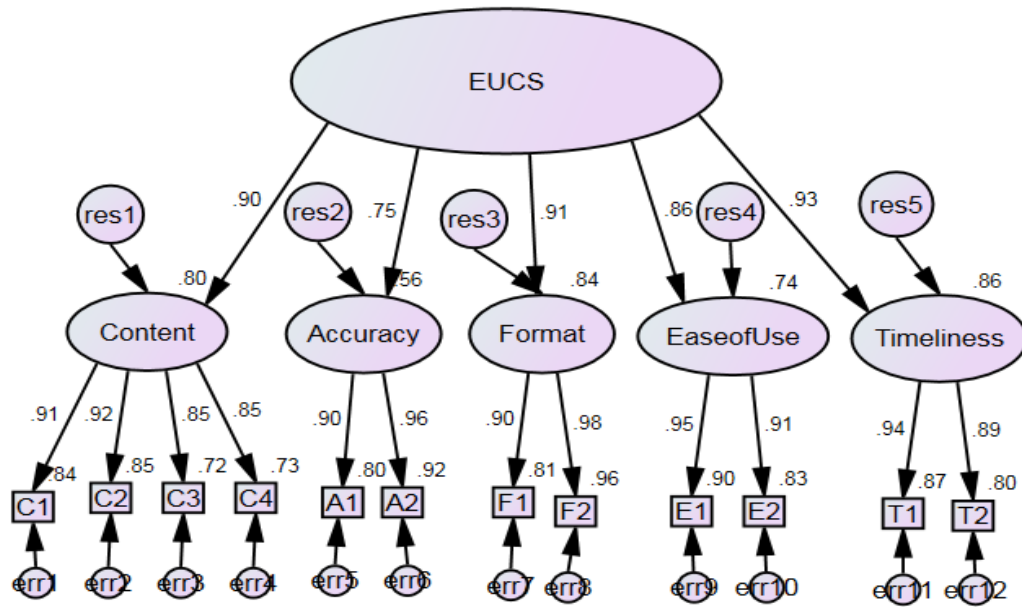 EUCS
res1 .90 res2 .75 res3 .91 .86 res4 .93 res5
.80 .56 .84 .74 .86
Content Accuracy Format EaseofUse Timeliness
.91 .92 .85 .85 .90 .96 .90 .98 .95 .91 .94 .89
.84 .85 .72 .73 .80 .92 .81 .96 .90 .83 .87 .80
C1 C2 C3 C4 A1 A2 F1 F2 E1 E2 T1 T2
err1 err2 err3 err4 err5 err6 err7 err8 err9 err10 err11 err12